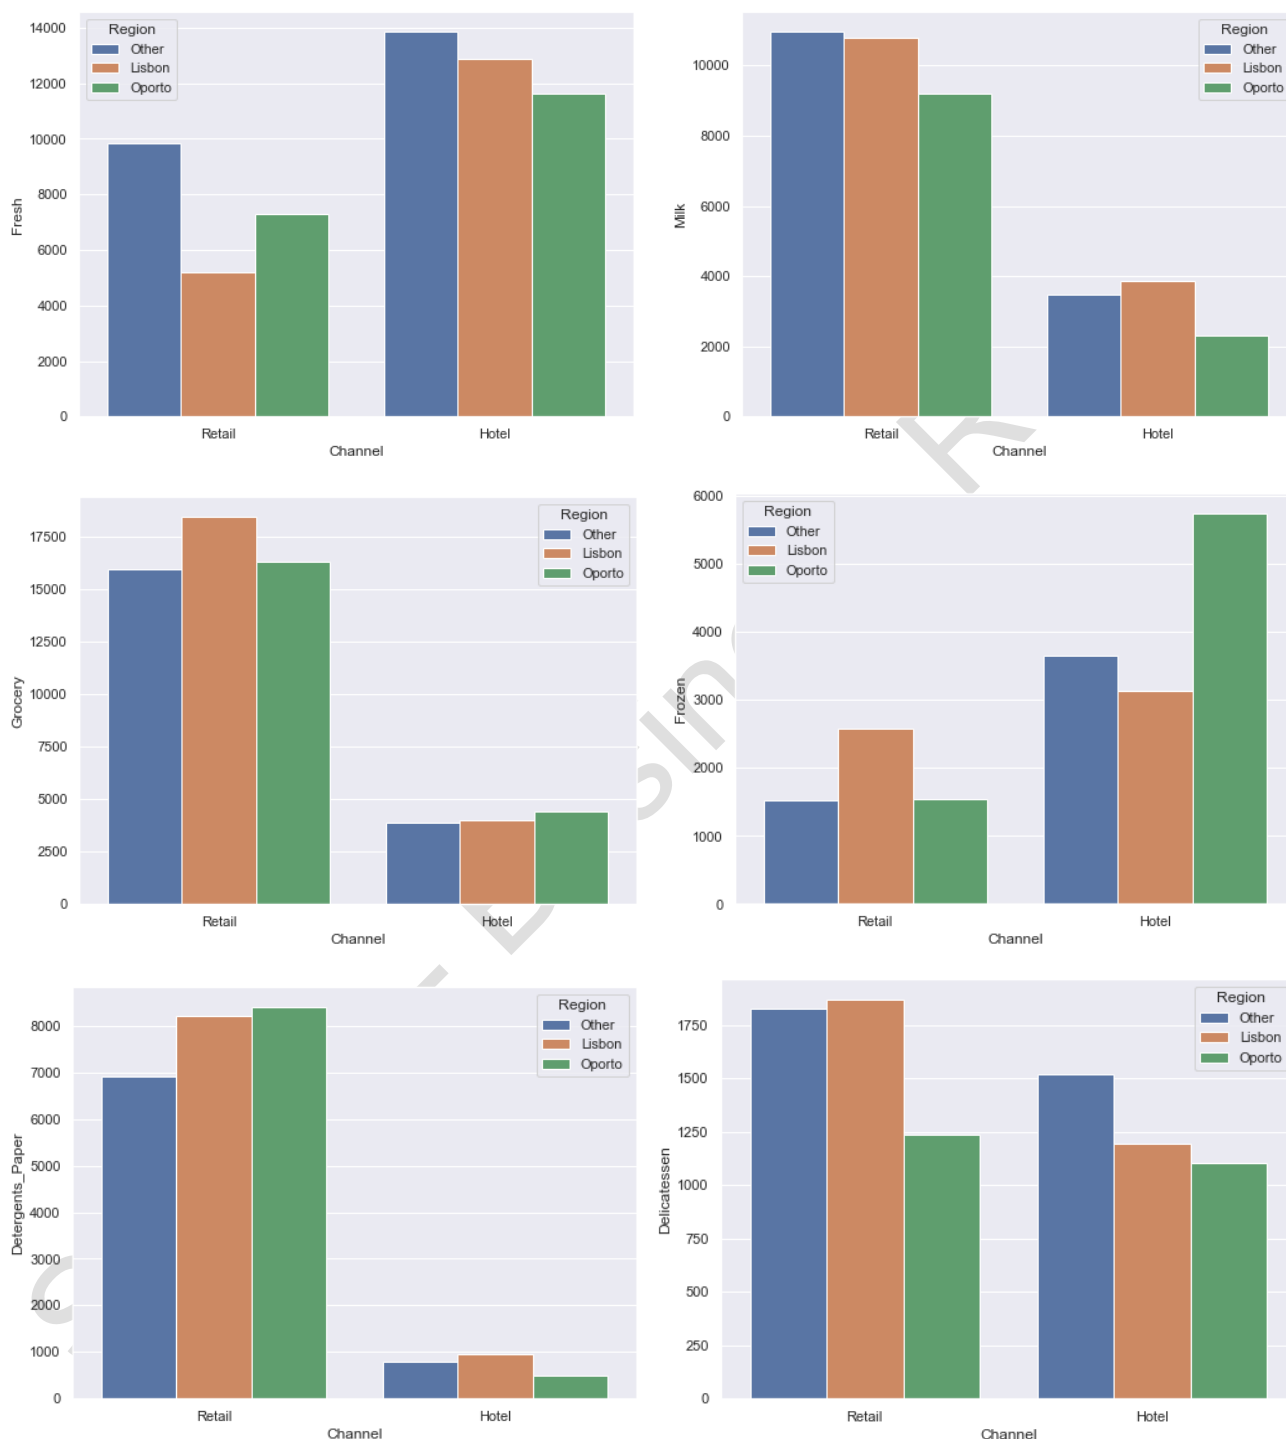 Region
Other
Lisbon
Oporto
14000
12000
10000
8000
6000
4000
2000
0
Fresh
Retail Hotel
Channel
Region
Other
Lisbon
Oporto
10000
8000
6000
4000
2000
0
Milk
Retail Hotel
Channel
Region
Other
Lisbon
Oporto
17500
15000
12500
10000
7500
5000
2500
0
Grocery
Retail Hotel
Channel
Region
Other
Lisbon
Oporto
6000
5000
4000
3000
2000
1000
0
Frozen
Retail Hotel
Channel
Region
Other
Lisbon
Oporto
8000
7000
6000
5000
4000
3000
2000
1000
0
Detergents_Paper
Retail Hotel
Channel
Region
Other
Lisbon
Oporto
1750
1500
1250
1000
750
500
250
0
Delicatessen
Retail Hotel
Channel